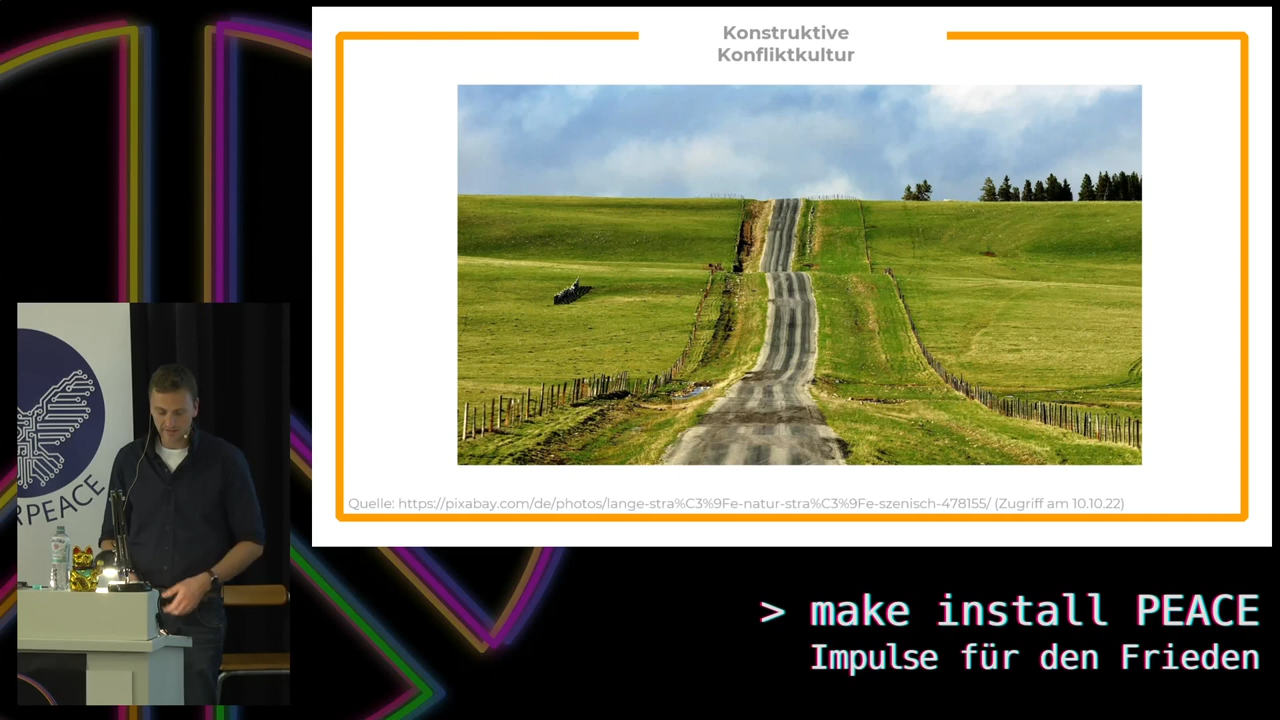 Konstruktive
Konfliktkultur
Quelle: https://pixabay.com/de/photos/lange-stra%C3%9Fe-natur-stra%C3%9Fe-szenisch-478155/ (Zugriff am 10.10.22)
RPEACE
> make install PEACE
Impulse für den Frieden